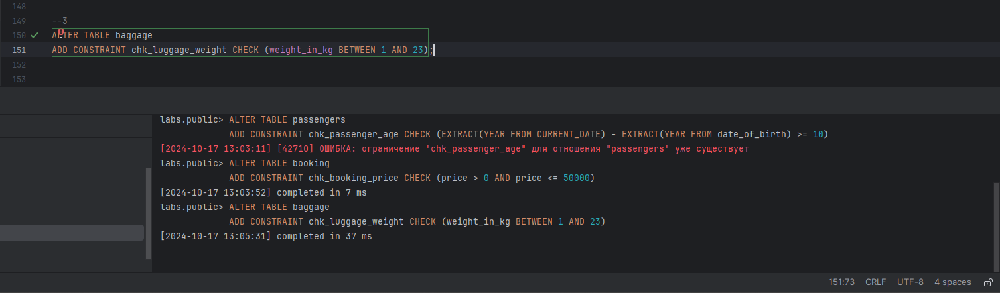 148
149 --3
150 ALTER TABLE baggage
151 ADD CONSTRAINT chk_luggage_weight CHECK (weight_in_kg BETWEEN 1 AND 23);
152
153
labs.public> ALTER TABLE passengers
ADD CONSTRAINT chk_passenger_age CHECK (EXTRACT(YEAR FROM CURRENT_DATE) - EXTRACT(YEAR FROM date_of_birth) >= 10)
[2024-10-17 13:03:11] [42710] ОШИБКА: ограничение "chk_passenger_age" для отношения "passengers" уже существует
labs.public> ALTER TABLE booking
ADD CONSTRAINT chk_booking_price CHECK (price > 0 AND price <= 50000)
[2024-10-17 13:03:52] completed in 7 ms
labs.public> ALTER TABLE baggage
ADD CONSTRAINT chk_luggage_weight CHECK (weight_in_kg BETWEEN 1 AND 23)
[2024-10-17 13:05:31] completed in 37 ms
151:73 CRLF UTF-8 4 spaces